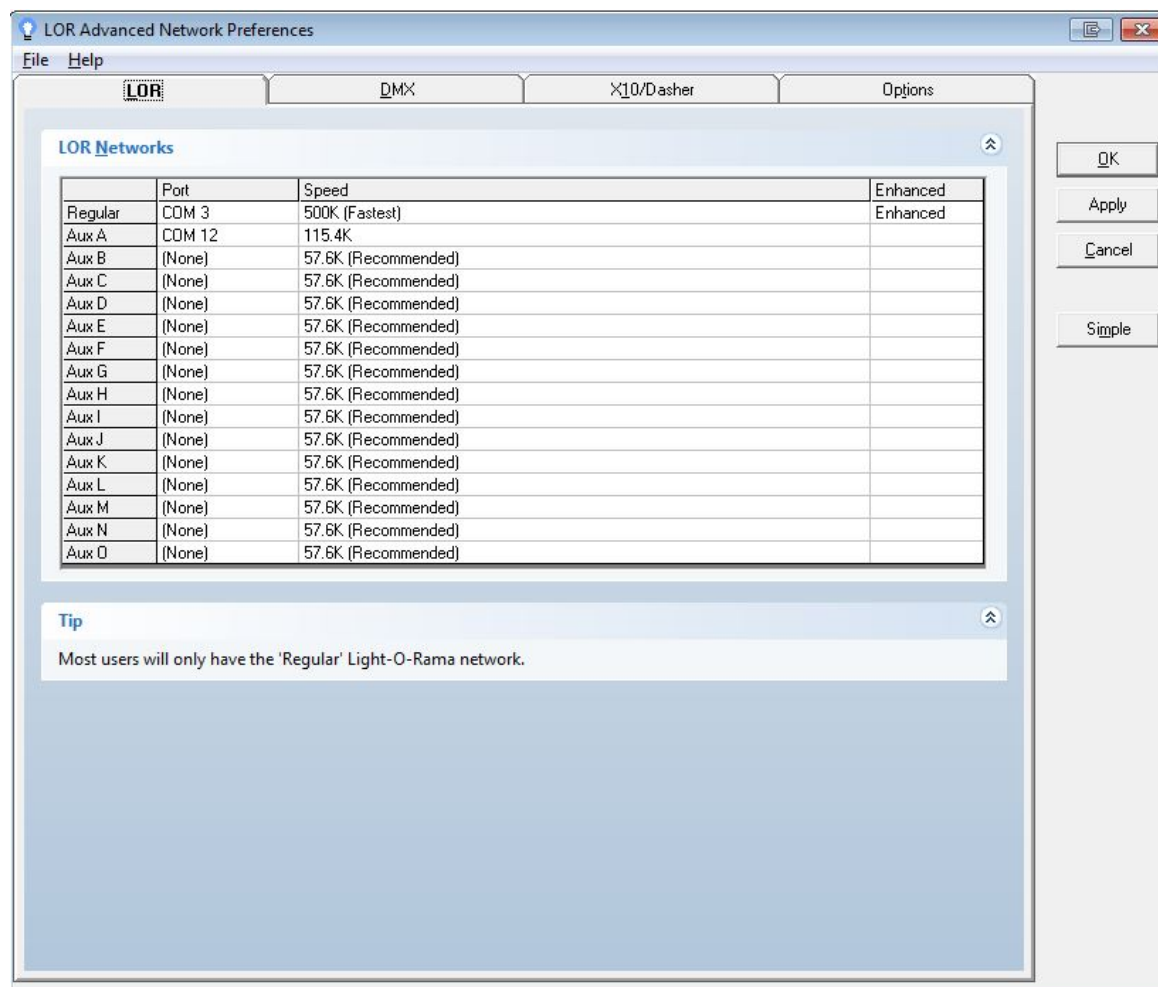 LOR Advanced Network Preferences
File Help
LOR DMX X10/Dasher Options
LOR Networks
Port Speed Enhanced
Regular COM 3 500K (Fastest) Enhanced
Aux A COM 12 115.4K
Aux B (None) 57.6K (Recommended)
Aux C (None) 57.6K (Recommended)
Aux D (None) 57.6K (Recommended)
Aux E (None) 57.6K (Recommended)
Aux F (None) 57.6K (Recommended)
Aux G (None) 57.6K (Recommended)
Aux H (None) 57.6K (Recommended)
Aux I (None) 57.6K (Recommended)
Aux J (None) 57.6K (Recommended)
Aux K (None) 57.6K (Recommended)
Aux L (None) 57.6K (Recommended)
Aux M (None) 57.6K (Recommended)
Aux N (None) 57.6K (Recommended)
Aux O (None) 57.6K (Recommended)
Tip
Most users will only have the 'Regular' Light-O-Rama network.
OK
Apply
Cancel
Simple